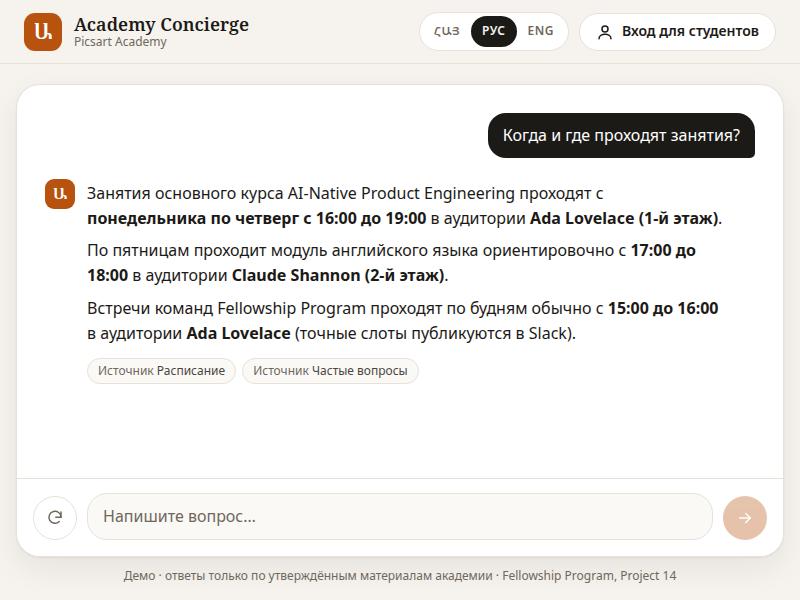 Ա
Academy Concierge
Picsart Academy
ՀԱՅ
РУС
ENG
Вход для студентов
Когда и где проходят занятия?
Ա
Занятия основного курса AI-Native Product Engineering проходят с
понедельника по четверг с 16:00 до 19:00 в аудитории Ada Lovelace (1-й этаж).
По пятницам проходит модуль английского языка ориентировочно с 17:00 до
18:00 в аудитории Claude Shannon (2-й этаж).
Встречи команд Fellowship Program проходят по будням обычно с 15:00 до 16:00
в аудитории Ada Lovelace (точные слоты публикуются в Slack).
Источник Расписание
Источник Частые вопросы
Напишите вопрос...
Демо · ответы только по утверждённым материалам академии · Fellowship Program, Project 14